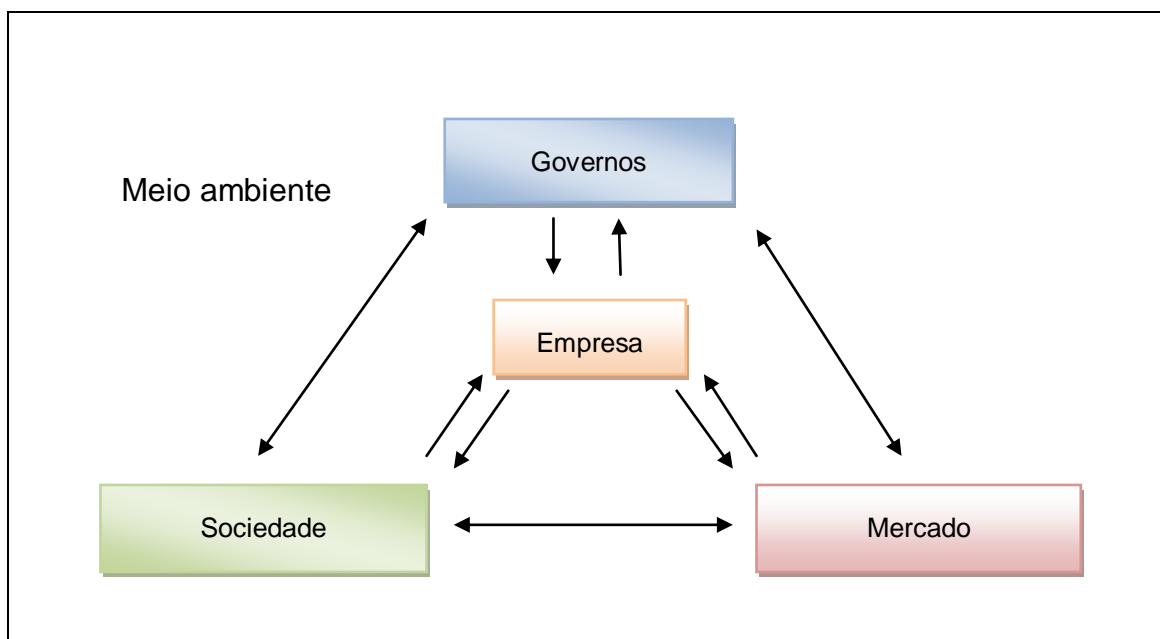 Governos
Meio ambiente
Empresa
Sociedade
Mercado